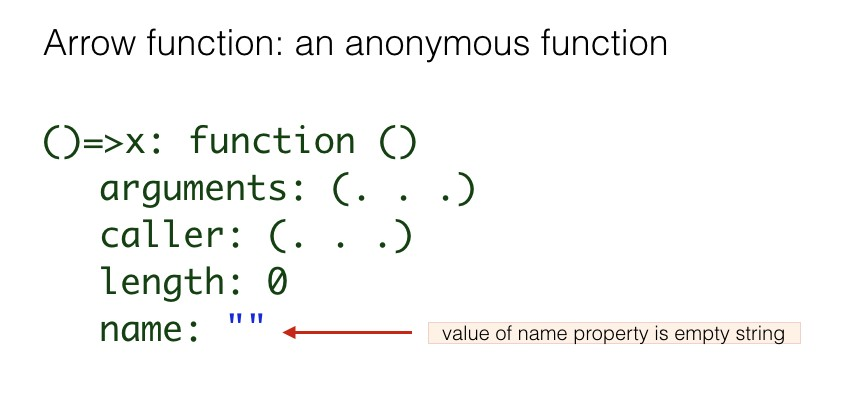 Arrow function: an anonymous function
()=>x: function ()
arguments: (. . .)
caller: (. . .)
length: 0
name: ""
value of name property is empty string